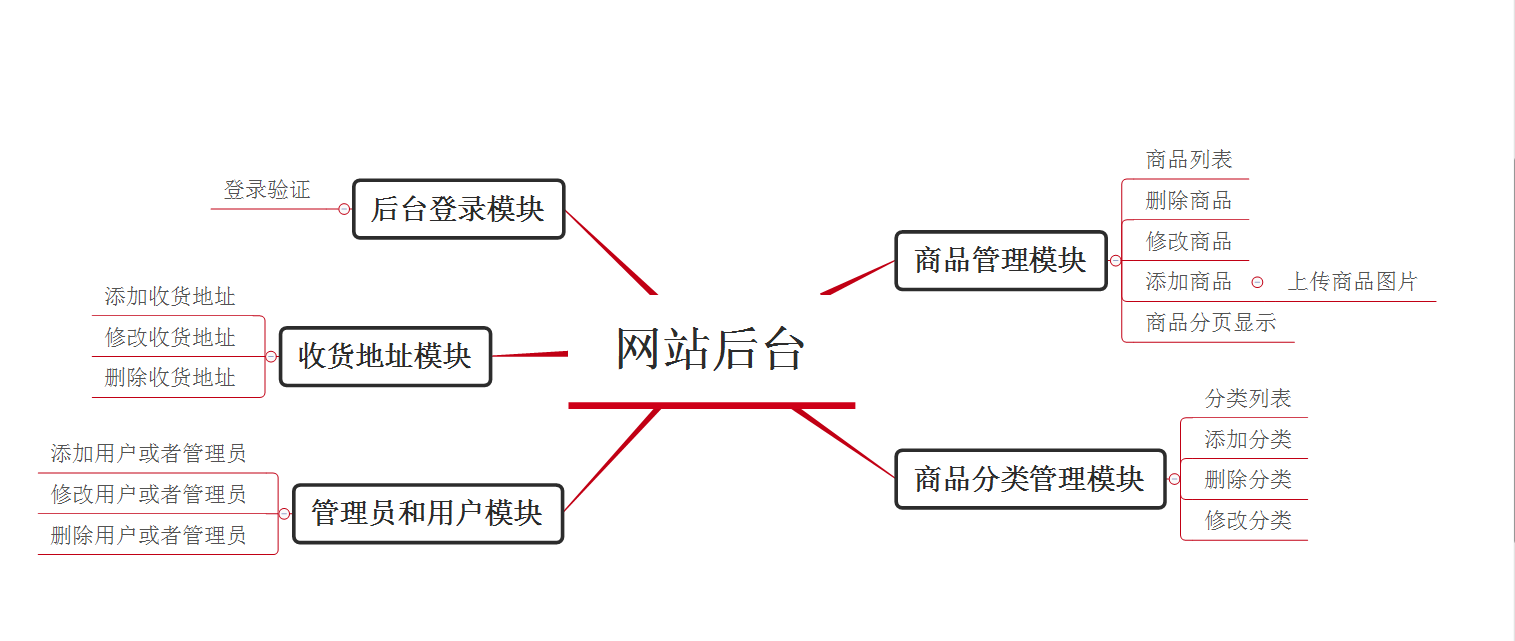 网站后台
后台登录模块
登录验证
收货地址模块
添加收货地址
修改收货地址
删除收货地址
管理员和用户模块
添加用户或者管理员
修改用户或者管理员
删除用户或者管理员
商品管理模块
商品列表
删除商品
修改商品
添加商品
上传商品图片
商品分页显示
商品分类管理模块
分类列表
添加分类
删除分类
修改分类